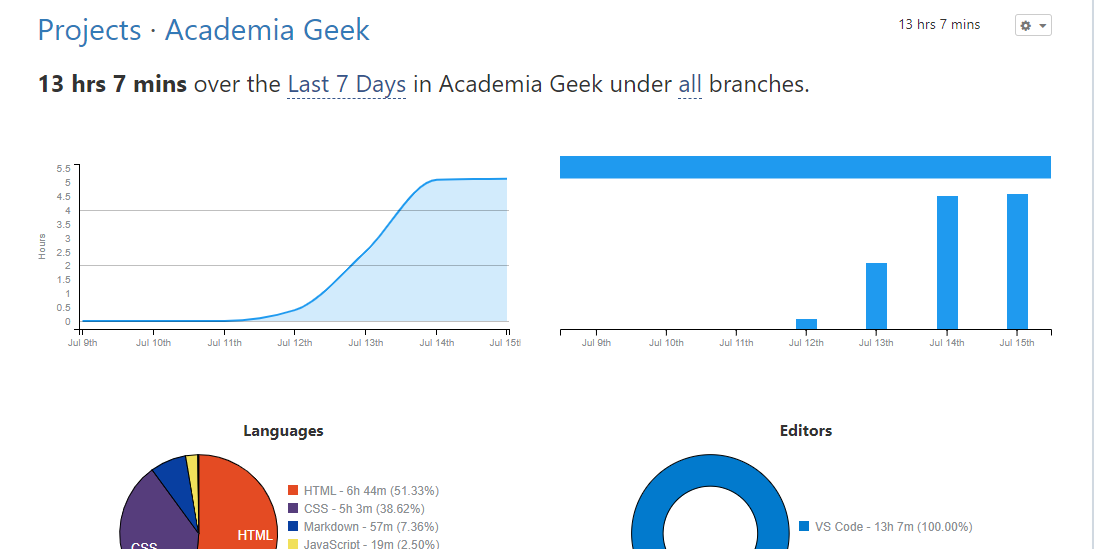 Projects · Academia Geek
13 hrs 7 mins
13 hrs 7 mins over the Last 7 Days in Academia Geek under all branches.
5.5
5
4.5
4
3.5
3
2.5
2
1.5
1
0.5
0
Hours
Jul 9th Jul 10th Jul 11th Jul 12th Jul 13th Jul 14th Jul 15t
Jul 9th Jul 10th Jul 11th Jul 12th Jul 13th Jul 14th Jul 15th
Languages
HTML
CSS
HTML - 6h 44m (51.33%)
CSS - 5h 3m (38.62%)
Markdown - 57m (7.36%)
JavaScript - 19m (2.50%)
Editors
VS Code - 13h 7m (100.00%)